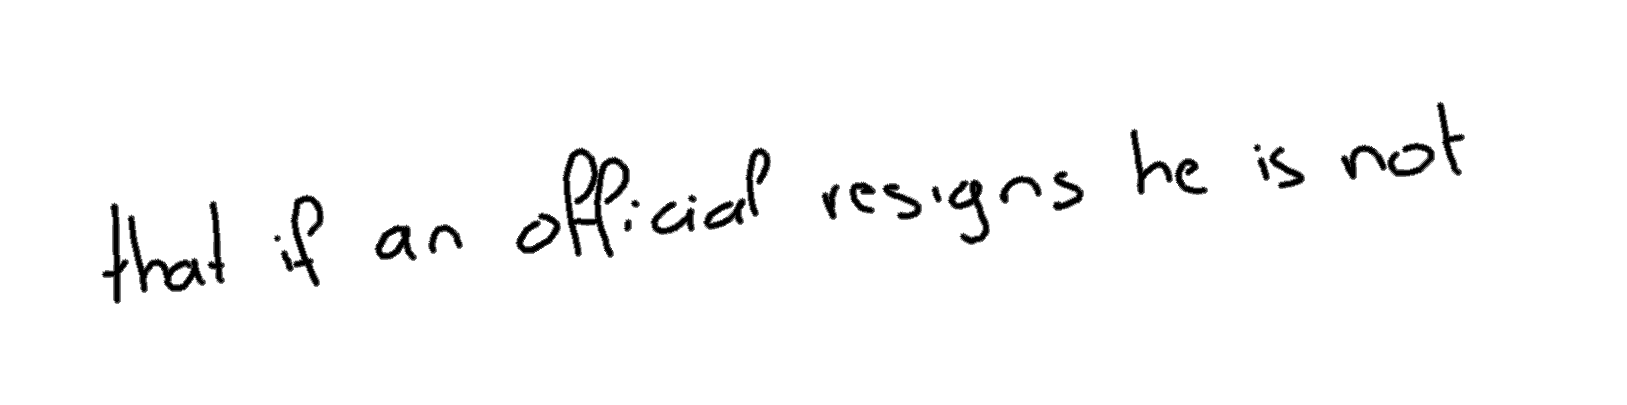 that if an official resigns he is not